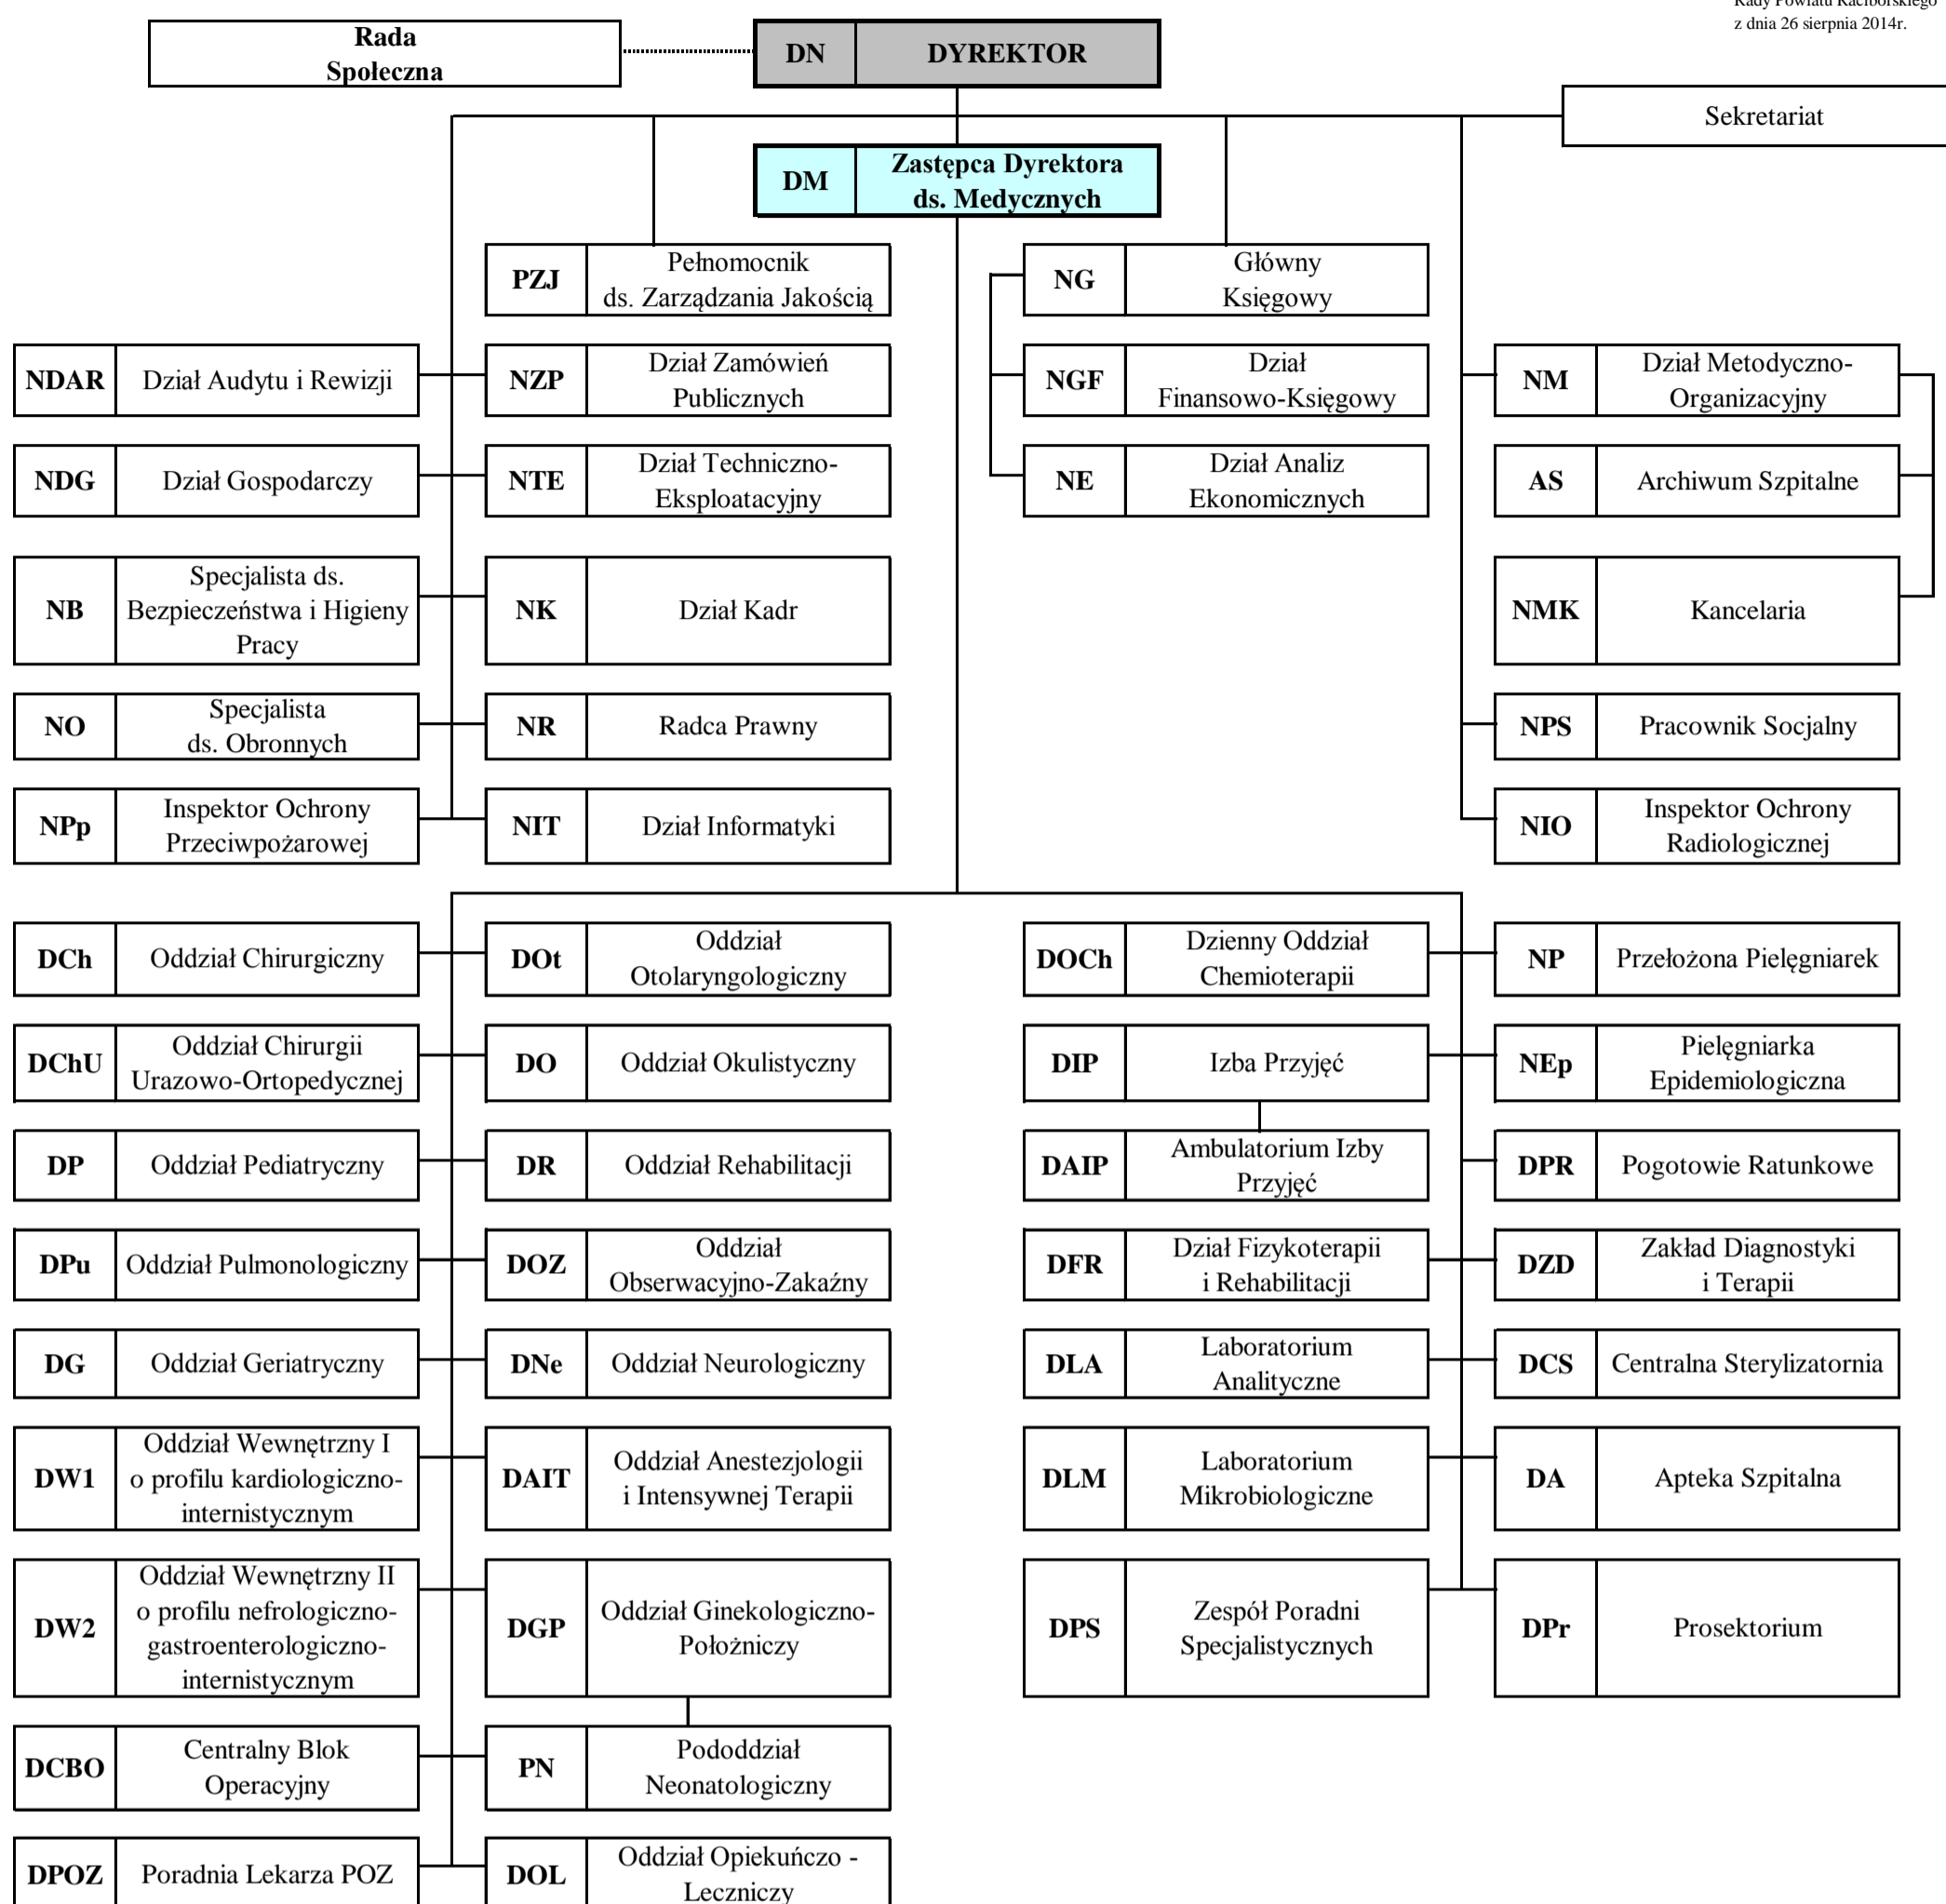 Rady Powiatu Raciborskiego
z dnia 26 sierpnia 2014r.
Rada
Społeczna
DN
DYREKTOR
Sekretariat
DM
Zastępca Dyrektora
ds. Medycznych
PZJ
Pełnomocnik
ds. Zarządzania Jakością
NG
Główny
Księgowy
NDAR
Dział Audytu i Rewizji
NZP
Dział Zamówień
Publicznych
NGF
Dział
Finansowo-Księgowy
NM
Dział Metodyczno-
Organizacyjny
NDG
Dział Gospodarczy
NTE
Dział Techniczno-
Eksploatacyjny
NE
Dział Analiz
Ekonomicznych
AS
Archiwum Szpitalne
NB
Specjalista ds.
Bezpieczeństwa i Higieny
Pracy
NK
Dział Kadr
NMK
Kancelaria
NO
Specjalista
ds. Obronnych
NR
Radca Prawny
NPS
Pracownik Socjalny
NPp
Inspektor Ochrony
Przeciwpożarowej
NIT
Dział Informatyki
NIO
Inspektor Ochrony
Radiologicznej
DCh
Oddział Chirurgiczny
DOt
Oddział
Otolaryngologiczny
DOCh
Dzienny Oddział
Chemioterapii
NP
Przełożona Pielęgniarek
DChU
Oddział Chirurgii
Urazowo-Ortopedycznej
DO
Oddział Okulistyczny
DIP
Izba Przyjęć
NEp
Pielęgniarka
Epidemiologiczna
DP
Oddział Pediatryczny
DR
Oddział Rehabilitacji
DAIP
Ambulatorium Izby
Przyjęć
DPR
Pogotowie Ratunkowe
DPu
Oddział Pulmonologiczny
DOZ
Oddział
Obserwacyjno-Zakaźny
DFR
Dział Fizykoterapii
i Rehabilitacji
DZD
Zakład Diagnostyki
i Terapii
DG
Oddział Geriatryczny
DNe
Oddział Neurologiczny
DLA
Laboratorium
Analityczne
DCS
Centralna Sterylizatornia
DW1
Oddział Wewnętrzny I
o profilu kardiologiczno-
internistycznym
DAIT
Oddział Anestezjologii
i Intensywnej Terapii
DLM
Laboratorium
Mikrobiologiczne
DA
Apteka Szpitalna
DW2
Oddział Wewnętrzny II
o profilu nefrologiczno-
gastroenterologiczno-
internistycznym
DGP
Oddział Ginekologiczno-
Położniczy
DPS
Zespół Poradni
Specjalistycznych
DPr
Prosektorium
DCBO
Centralny Blok
Operacyjny
PN
Pododdział
Neonatologiczny
DPOZ
Poradnia Lekarza POZ
DOL
Oddział Opiekuńczo -
Leczniczy